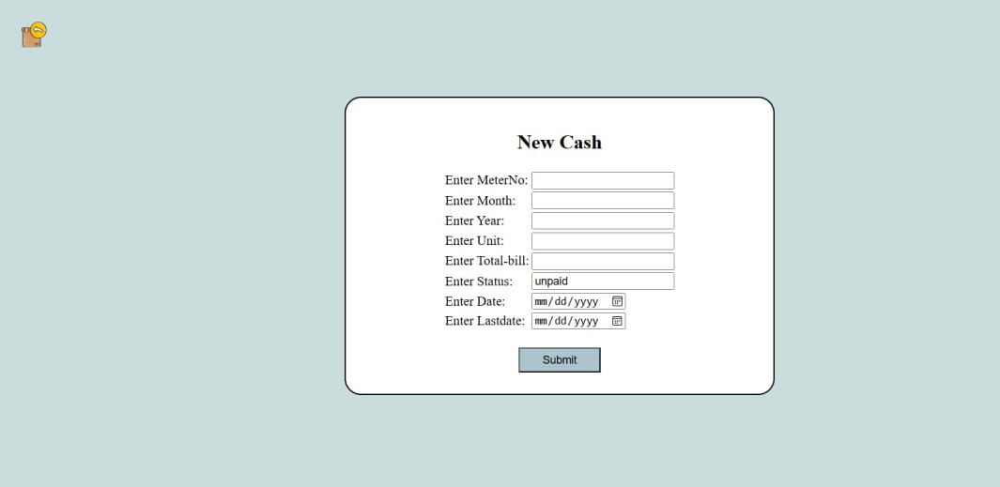 New Cash
Enter MeterNo:
Enter Month:
Enter Year:
Enter Unit:
Enter Total-bill:
Enter Status: unpaid
Enter Date: mm/dd/yyyy
Enter Lastdate: mm/dd/yyyy
Submit